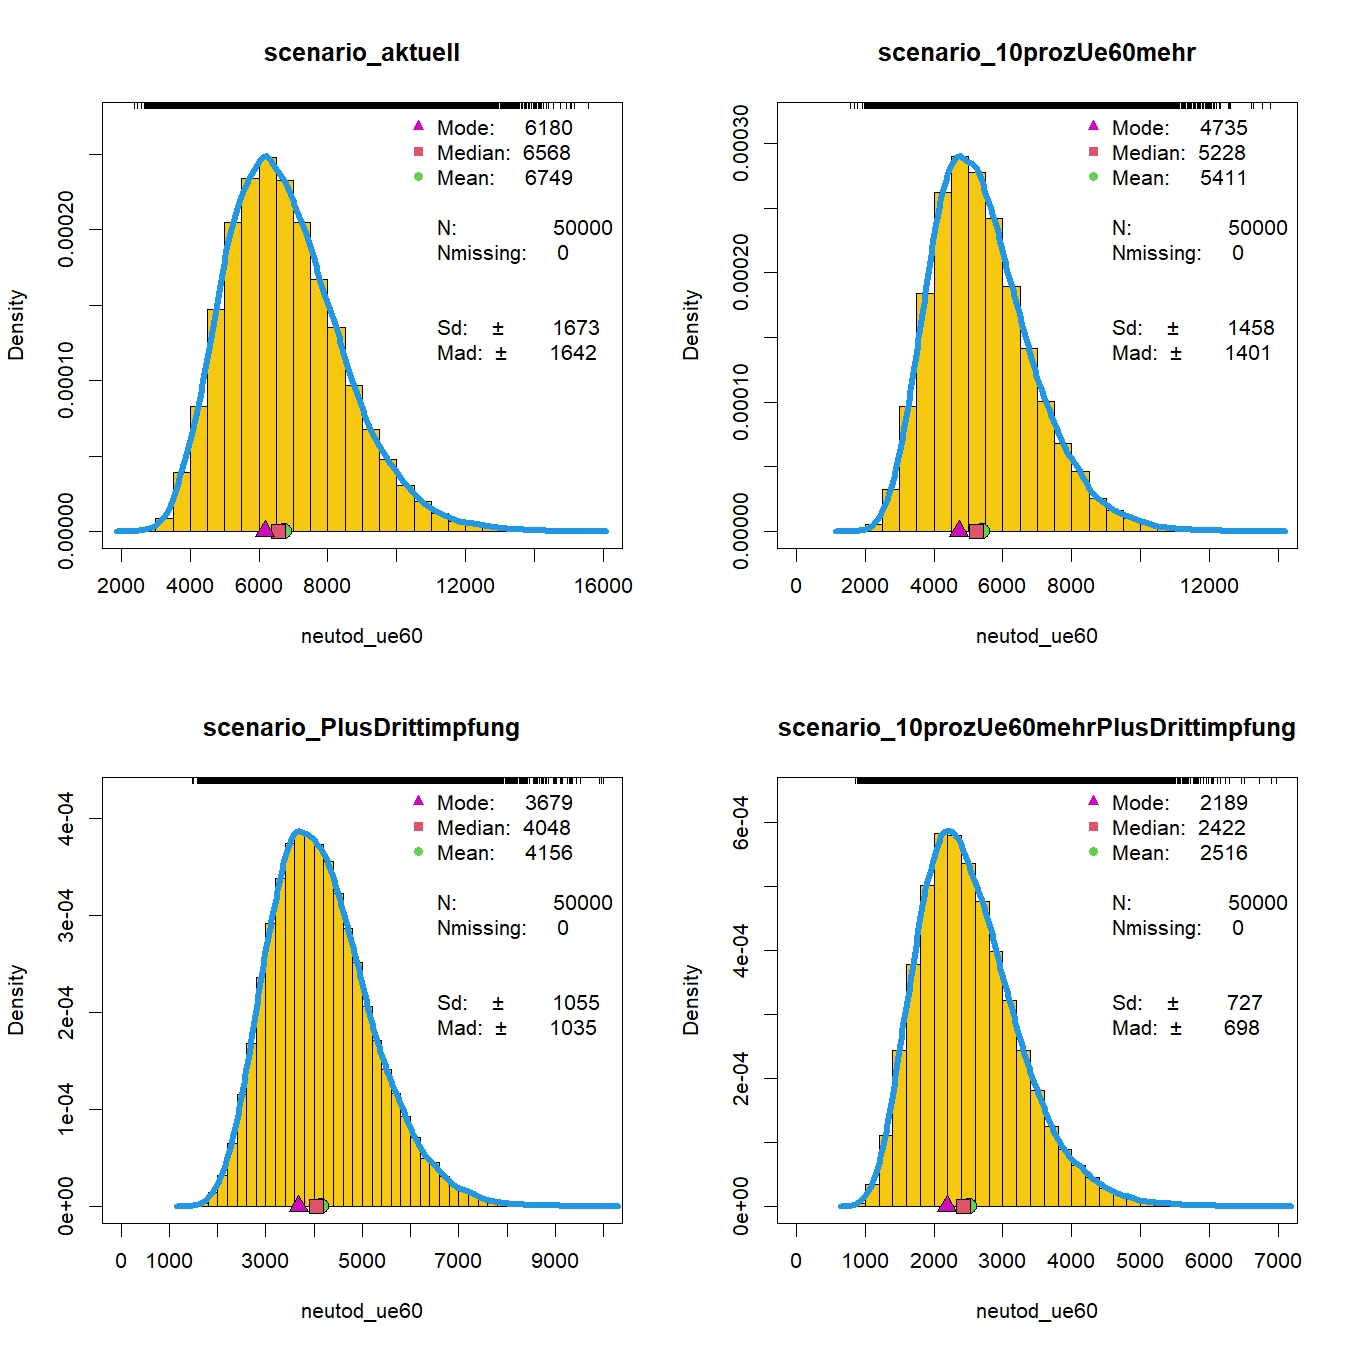 scenario_aktuell
Mode: 6180
Median: 6568
Mean: 6749
N: 50000
Nmissing: 0
Sd: ± 1673
Mad: ± 1642
Density
0.00000 0.00010 0.00020
2000 4000 6000 8000 12000 16000
neutod_ue60
scenario_10prozUe60mehr
Mode: 4735
Median: 5228
Mean: 5411
N: 50000
Nmissing: 0
Sd: ± 1458
Mad: ± 1401
Density
0.00000 0.00010 0.00020 0.00030
0 2000 4000 6000 8000 12000
neutod_ue60
scenario_PlusDrittimpfung
Mode: 3679
Median: 4048
Mean: 4156
N: 50000
Nmissing: 0
Sd: ± 1055
Mad: ± 1035
Density
0e+00 1e-04 2e-04 3e-04 4e-04
0 1000 3000 5000 7000 9000
neutod_ue60
scenario_10prozUe60mehrPlusDrittimpfung
Mode: 2189
Median: 2422
Mean: 2516
N: 50000
Nmissing: 0
Sd: ± 727
Mad: ± 698
Density
0e+00 2e-04 4e-04 6e-04
0 1000 2000 3000 4000 5000 6000 7000
neutod_ue60